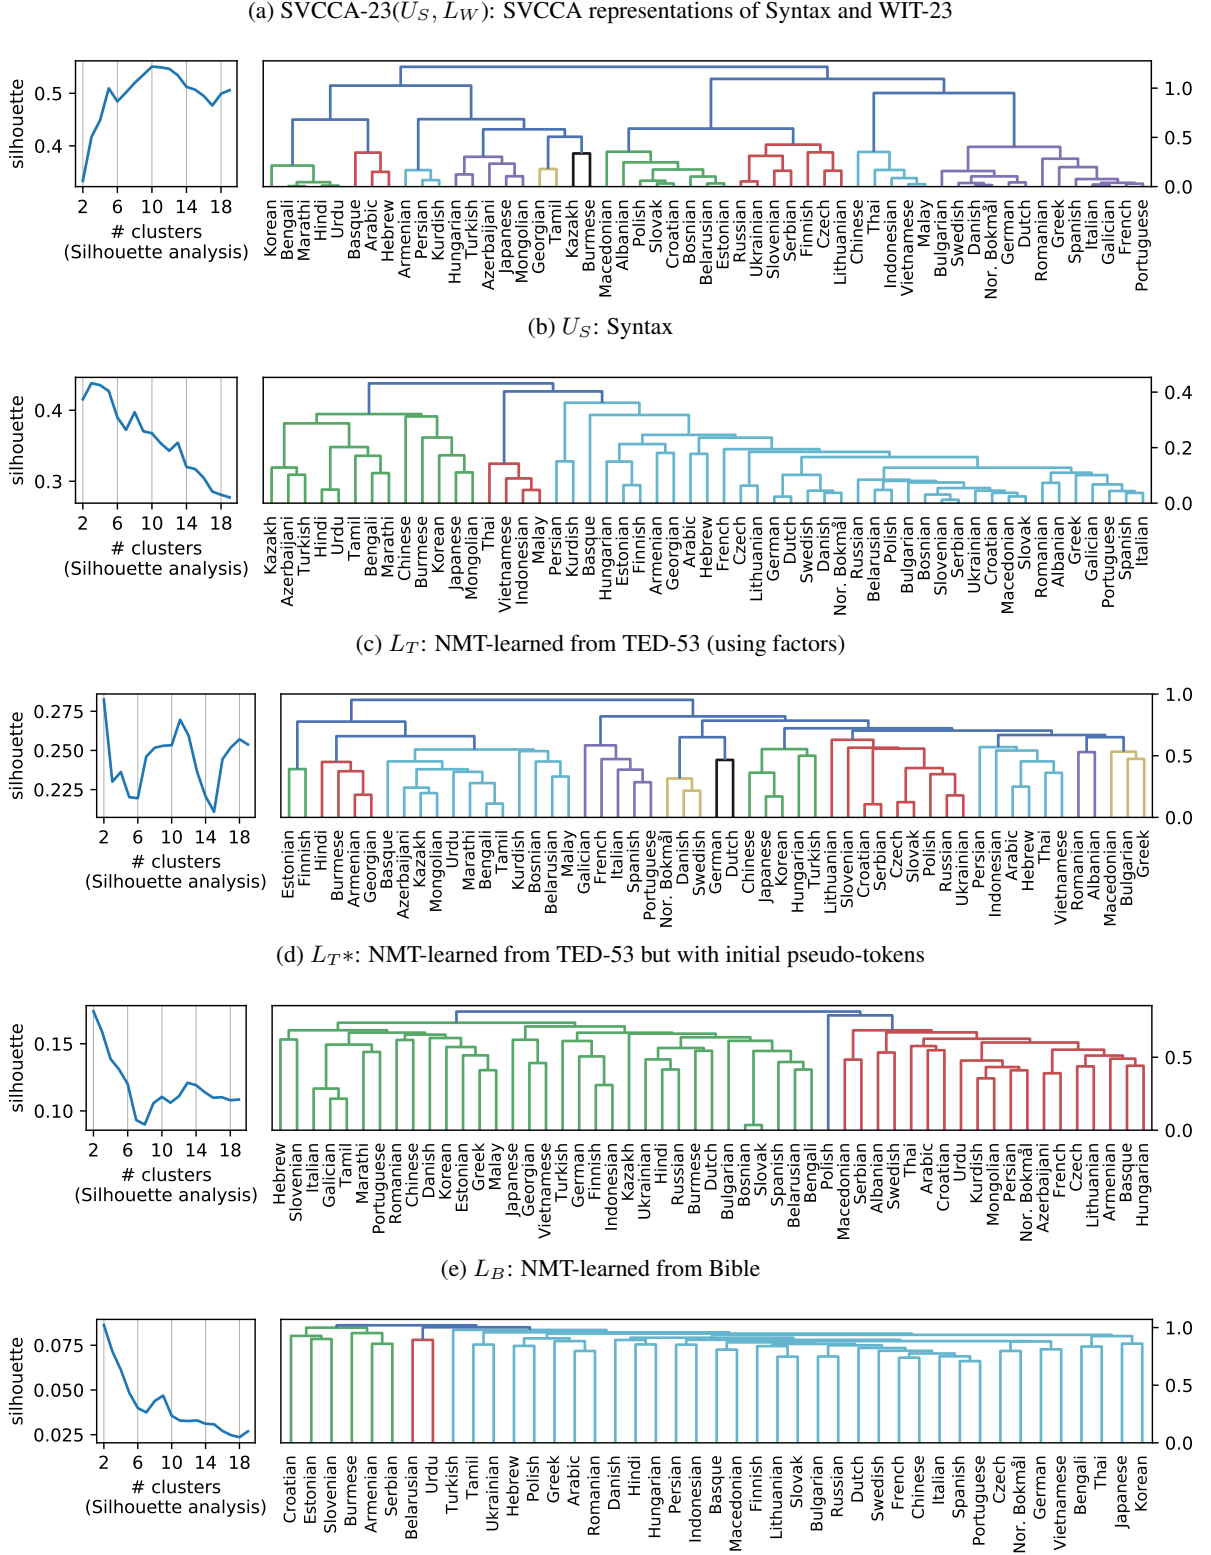 (a) SVCCA-23(U_S, L_W): SVCCA representations of Syntax and WIT-23
silhouette
0.5
0.4
2 6 10 14 18
# clusters
(Silhouette analysis)
1.0
0.5
0.0
Korean Bengali Marathi Hindi Urdu Basque Arabic Hebrew Armenian Persian Kurdish Hungarian Turkish Azerbaijani Japanese Mongolian Georgian Tamil Kazakh Burmese Macedonian Albanian Polish Slovak Croatian Bosnian Belarusian Estonian Russian Ukrainian Slovenian Serbian Finnish Czech Lithuanian Chinese Thai Indonesian Vietnamese Malay Bulgarian Swedish Danish Nor. Bokmål German Dutch Romanian Greek Spanish Italian Galician French Portuguese
(b) U_S: Syntax
silhouette
0.4
0.3
2 6 10 14 18
# clusters
(Silhouette analysis)
0.4
0.2
0.0
Kazakh Azerbaijani Turkish Hindi Urdu Tamil Bengali Marathi Chinese Burmese Korean Japanese Mongolian Thai Vietnamese Indonesian Malay Persian Kurdish Basque Hungarian Estonian Finnish Armenian Georgian Arabic Hebrew French Czech Lithuanian German Dutch Swedish Danish Nor. Bokmål Russian Belarusian Polish Bulgarian Bosnian Slovenian Serbian Ukrainian Croatian Macedonian Slovak Romanian Albanian Greek Galician Portuguese Spanish Italian
(c) L_T: NMT-learned from TED-53 (using factors)
silhouette
0.275
0.250
0.225
2 6 10 14 18
# clusters
(Silhouette analysis)
1.0
0.5
0.0
Estonian Finnish Hindi Burmese Armenian Georgian Basque Azerbaijani Kazakh Mongolian Urdu Marathi Bengali Tamil Kurdish Bosnian Belarusian Malay Galician French Italian Spanish Portuguese Nor. Bokmål Danish Swedish German Dutch Chinese Japanese Korean Hungarian Turkish Lithuanian Slovenian Croatian Serbian Czech Slovak Polish Russian Ukrainian Persian Indonesian Arabic Hebrew Thai Vietnamese Romanian Albanian Macedonian Bulgarian Greek
(d) L_T*: NMT-learned from TED-53 but with initial pseudo-tokens
silhouette
0.15
0.10
2 6 10 14 18
# clusters
(Silhouette analysis)
0.5
0.0
Hebrew Slovenian Italian Galician Tamil Marathi Portuguese Romanian Chinese Danish Korean Estonian Greek Malay Japanese Georgian Vietnamese Turkish German Finnish Indonesian Kazakh Ukrainian Hindi Russian Burmese Dutch Bulgarian Bosnian Slovak Belarusian Bengali Polish Macedonian Serbian Albanian Swedish Thai Arabic Croatian Urdu Kurdish Mongolian Persian Nor. Bokmål Azerbaijani French Czech Lithuanian Armenian Basque Hungarian
(e) L_B: NMT-learned from Bible
silhouette
0.075
0.050
0.025
2 6 10 14 18
# clusters
(Silhouette analysis)
1.0
0.5
0.0
Croatian Estonian Slovenian Burmese Armenian Serbian Belarusian Urdu Turkish Tamil Ukrainian Hebrew Polish Greek Arabic Romanian Danish Hindi Hungarian Persian Indonesian Basque Macedonian Finnish Lithuanian Slovak Bulgarian Russian Dutch Swedish French Chinese Italian Spanish Portuguese Czech Nor. Bokmål German Vietnamese Bengali Thai Japanese Korean